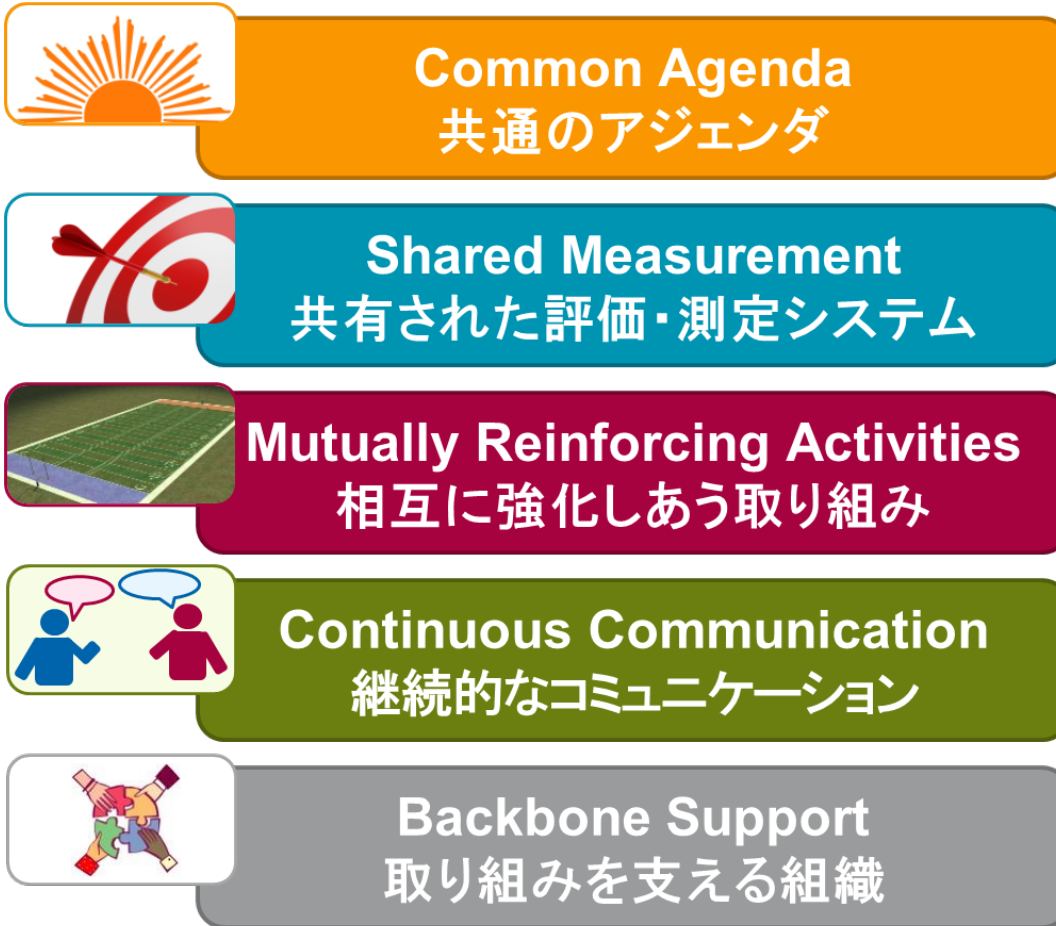 Common Agenda
共通のアジェンダ
Shared Measurement
共有された評価・測定システム
Mutually Reinforcing Activities
相互に強化しあう取り組み
Continuous Communication
継続的なコミュニケーション
Backbone Support
取り組みを支える組織